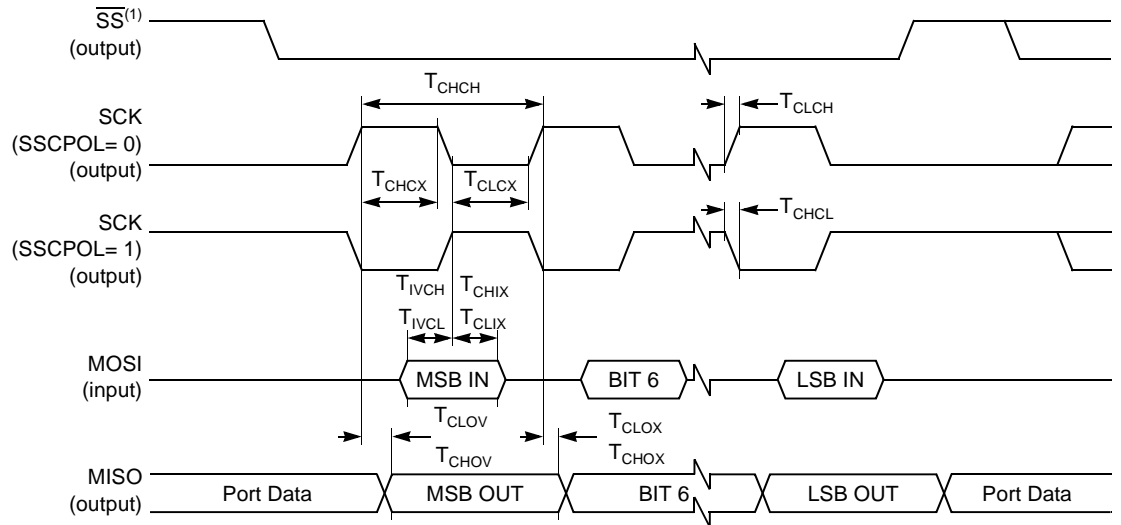 SS(1)
(output)
TCHCH
TCLCH
SCK
(SSCPOL= 0)
(output)
TCHCX
TCLCX
TCHCL
SCK
(SSCPOL= 1)
(output)
TIVCH
TCHIX
TIVCL
TCLIX
MOSI
(input)
MSB IN
BIT 6
LSB IN
TCLOV
TCLOX
TCHOV
TCHOX
MISO
(output)
Port Data
MSB OUT
BIT 6
LSB OUT
Port Data